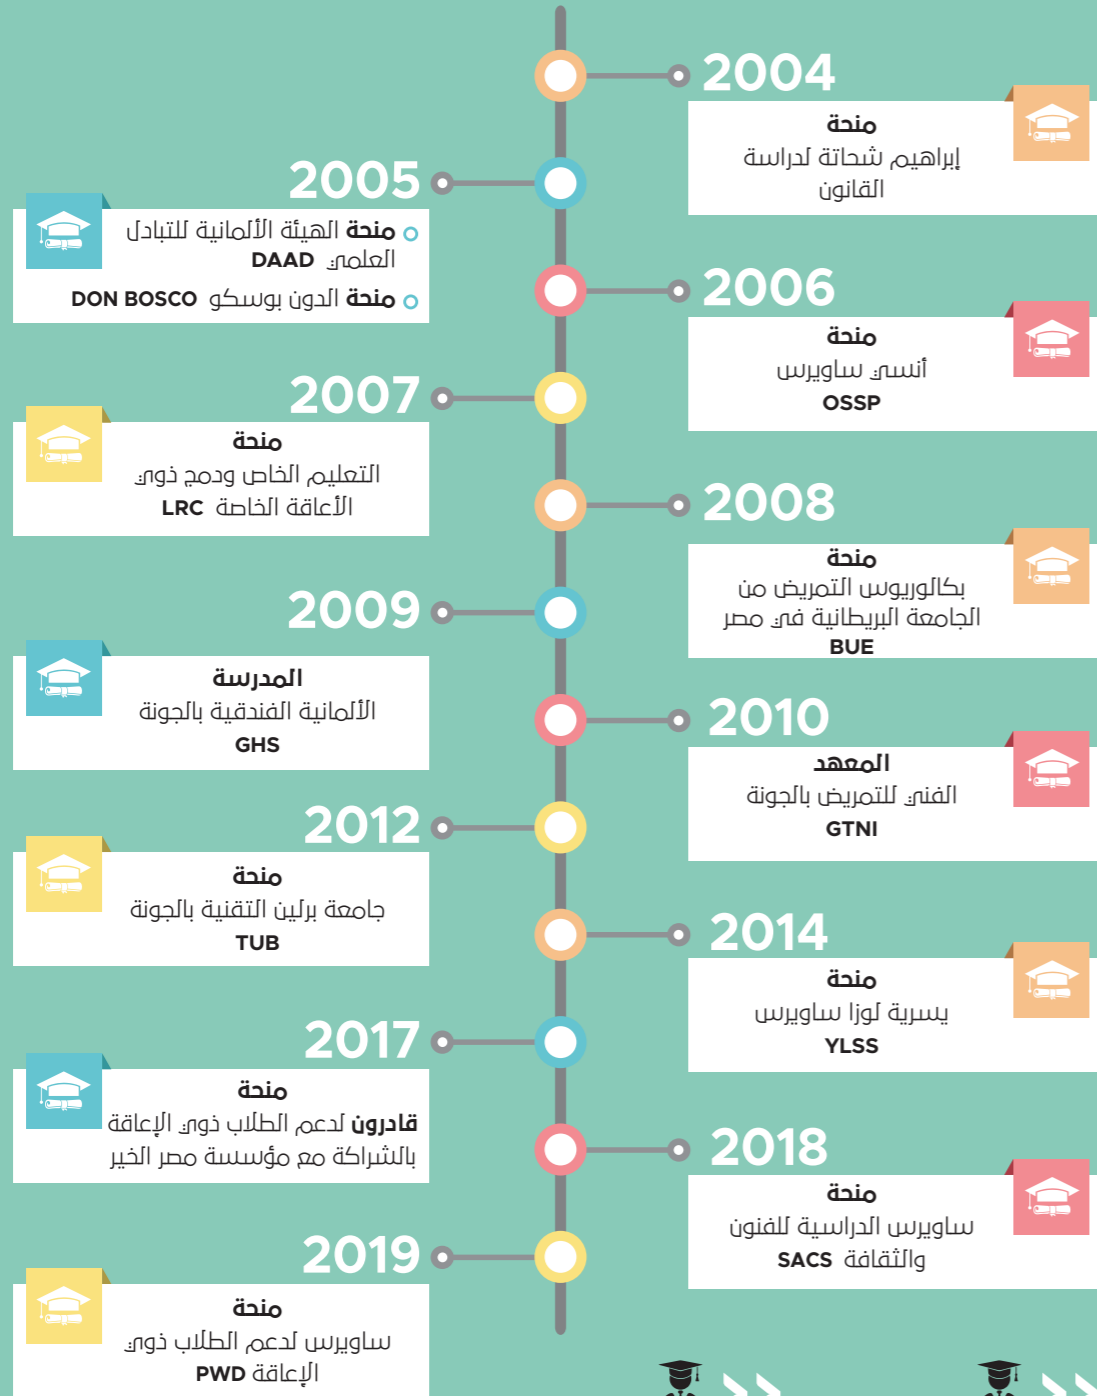 2004
منحة
إبراهيم شحاتة لدراسة
القانون
2005
منحة الهيئة الألمانية للتبادل
العلمي DAAD
منحة الدون بوسكو DON BOSCO
2006
منحة
أنسي ساويرس
OSSP
2007
منحة
التعليم الخاص ودمج ذوي
الأعاقة الخاصة LRC
2008
منحة
بكالوريوس التمريض من
الجامعة البريطانية في مصر
BUE
2009
المدرسة
الألمانية الفندقية بالجونة
GHS
2010
المعهد
الفني للتمريض بالجونة
GTNI
2012
منحة
جامعة برلين التقنية بالجونة
TUB
2014
منحة
يسرية لوزا ساويرس
YLSS
2017
منحة
قادرون لدعم الطلاب ذوي الإعاقة
بالشراكة مع مؤسسة مصر الخير
2018
منحة
ساويرس الدراسية للفنون
والثقافة SACS
2019
منحة
ساويرس لدعم الطلاب ذوي
الإعاقة PWD